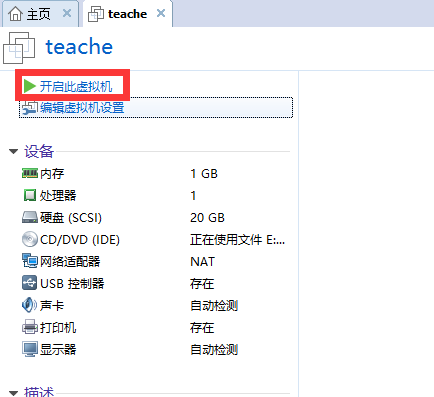 主页 × teache ×
teache
开启此虚拟机
编辑虚拟机设置
设备
内存 1 GB
处理器 1
硬盘 (SCSI) 20 GB
CD/DVD (IDE) 正在使用文件 E:...
网络适配器 NAT
USB 控制器 存在
声卡 自动检测
打印机 存在
显示器 自动检测
描述